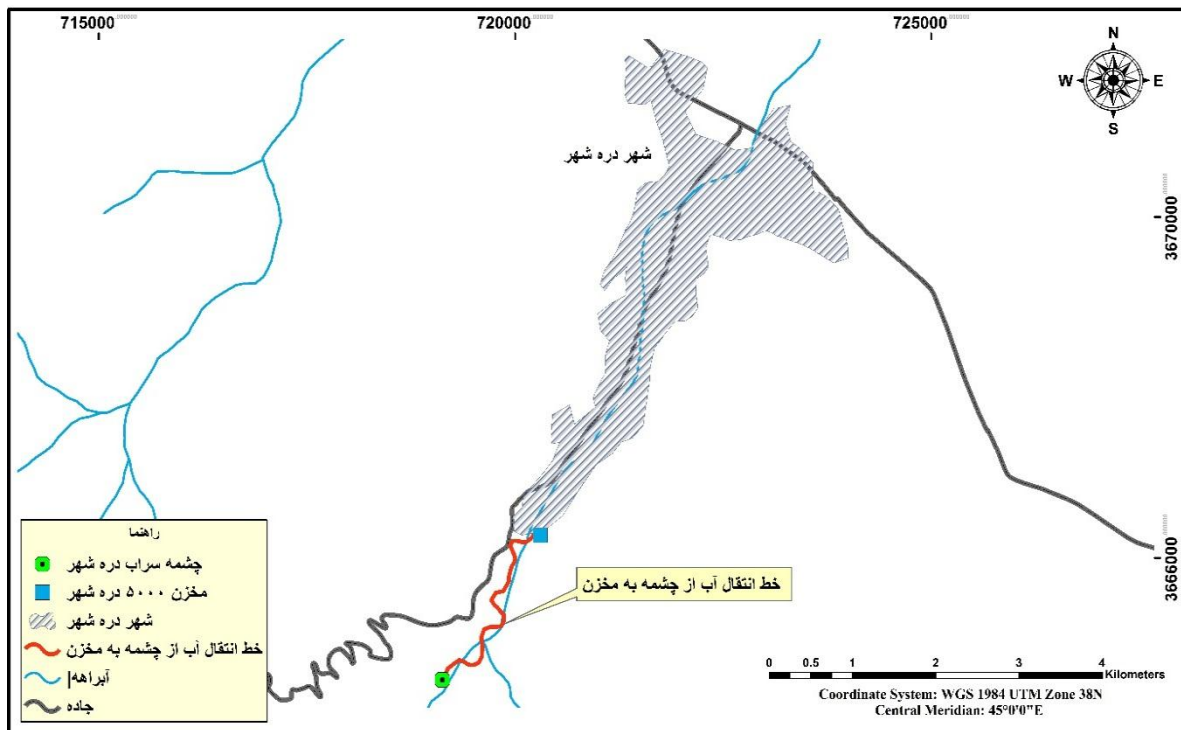 715000
720000
725000
N
W
E
S
شهر دره شهر
3670000
3666000
خط انتقال آب از چشمه به مخزن
راهنما
چشمه سراب دره شهر
مخزن ۵۰۰۰ دره شهر
شهر دره شهر
خط انتقال آب از چشمه به مخزن
آبراهه|
جاده
0 0.5 1 2 3 4
Kilometers
Coordinate System: WGS 1984 UTM Zone 38N
Central Meridian: 45°0'0"E